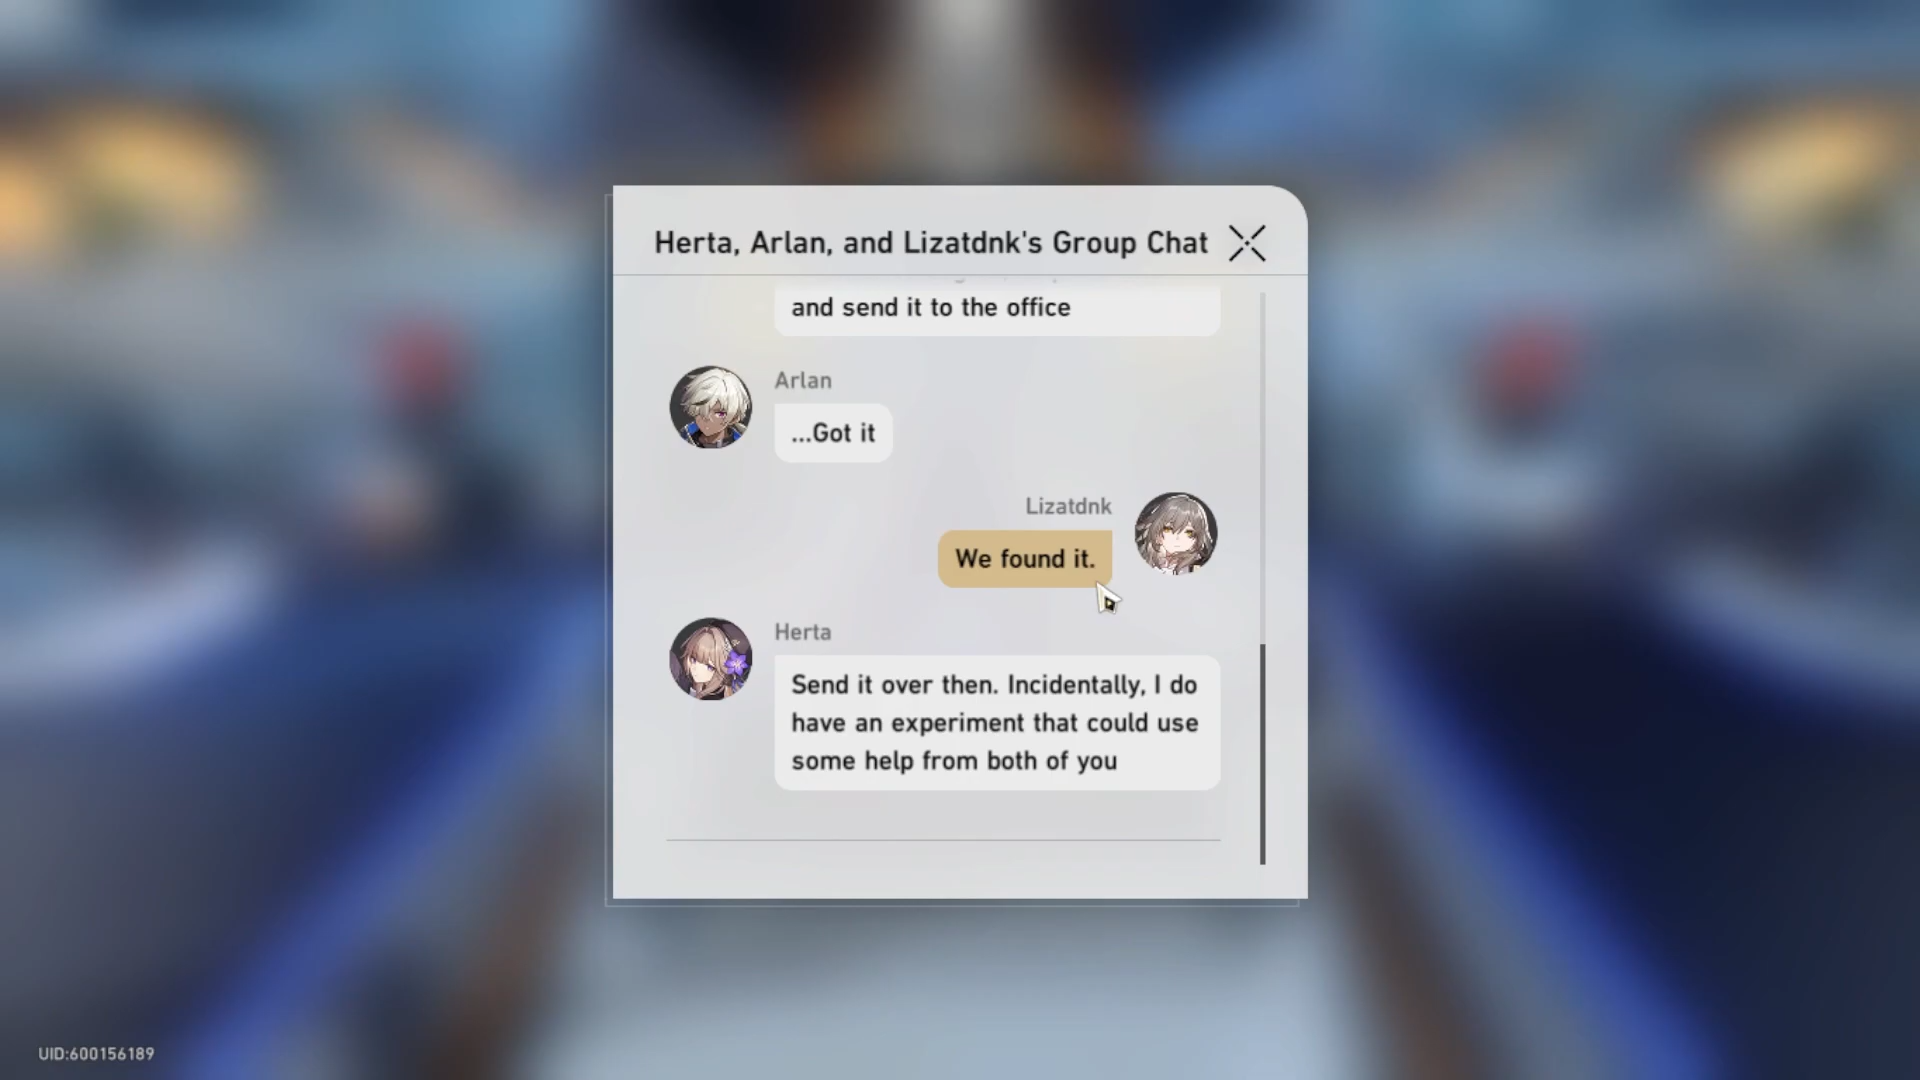 Herta, Arlan, and Lizatdnk's Group Chat
and send it to the office
Arlan
...Got it
Lizatdnk
We found it.
Herta
Send it over then. Incidentally, I do
have an experiment that could use
some help from both of you
UID:600156189